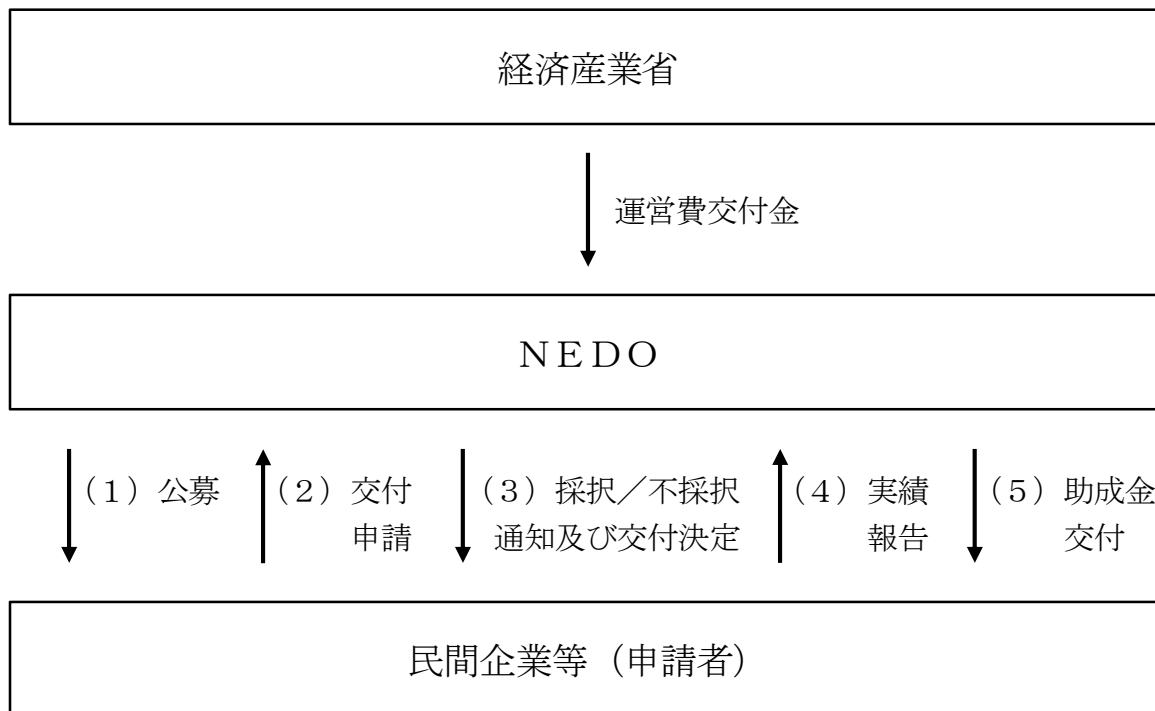 経済産業省
運営費交付金
ＮＥＤＯ
（１）公募
（２）交付
申請
（３）採択／不採択
通知及び交付決定
（４）実績
報告
（５）助成金
交付
民間企業等（申請者）